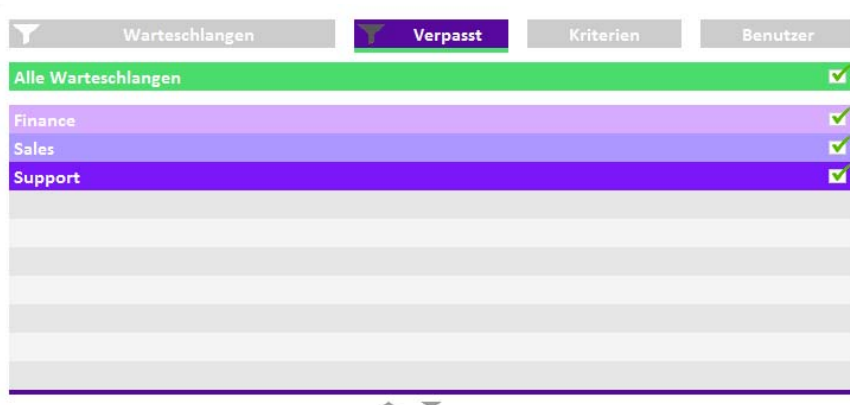 Warteschlangen Verpasst Kriterien Benutzer
Alle Warteschlangen
Finance
Sales
Support